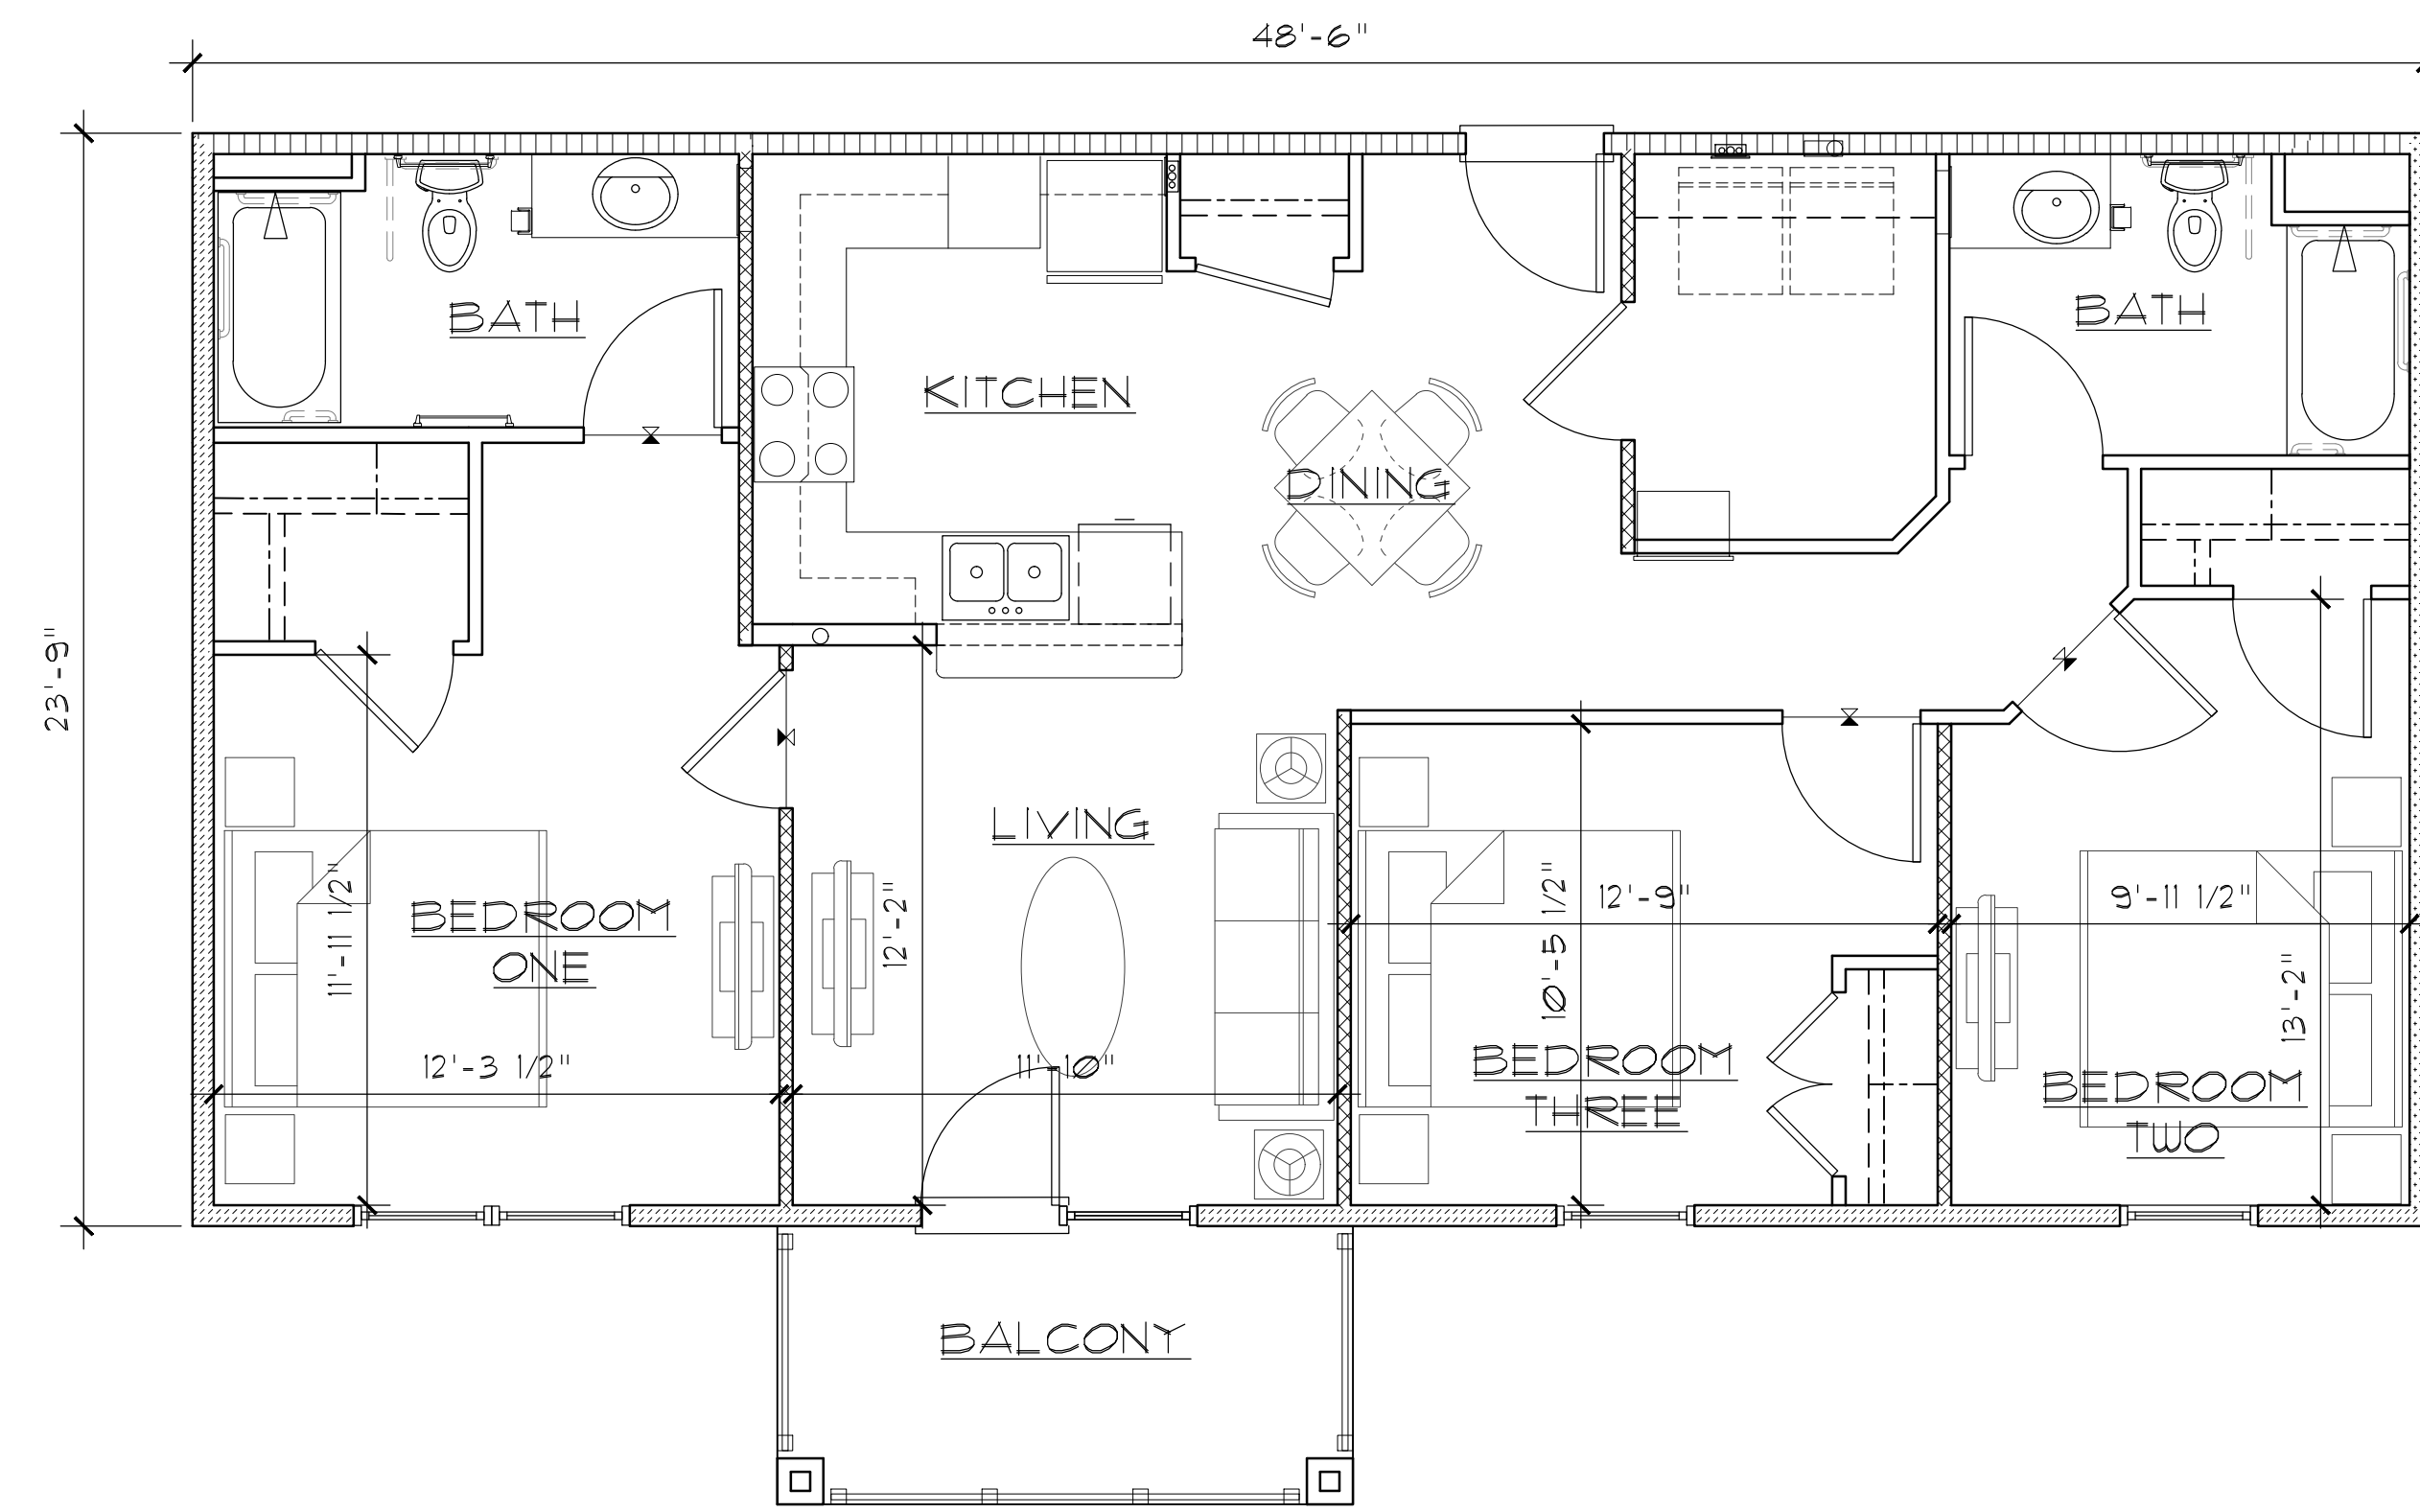 48'-6"
BATH
BATH
KITCHEN
DINING
23'-9"
LIVING
11'-11 1/2"
BEDROOM
ONE
12'-2"
10'-5 1/2"
12'-9"
9'-11 1/2"
13'-2"
12'-3 1/2"
11'-10"
BEDROOM
THREE
BEDROOM
TWO
BALCONY